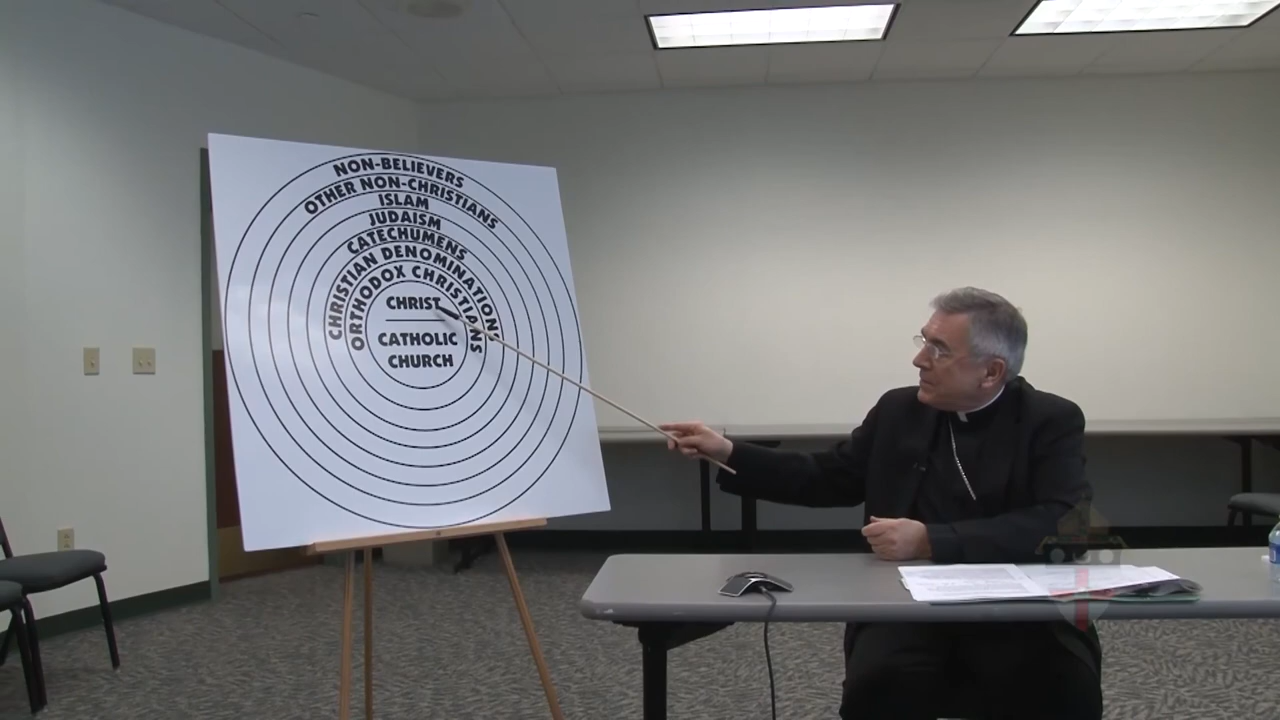 NON-BELIEVERS
OTHER NON-CHRISTIANS
ISLAM
JUDAISM
CATECHUMENS
CHRISTIAN DENOMINATIONS
ORTHODOX CHRISTIANS
CHRIST
CATHOLIC
CHURCH